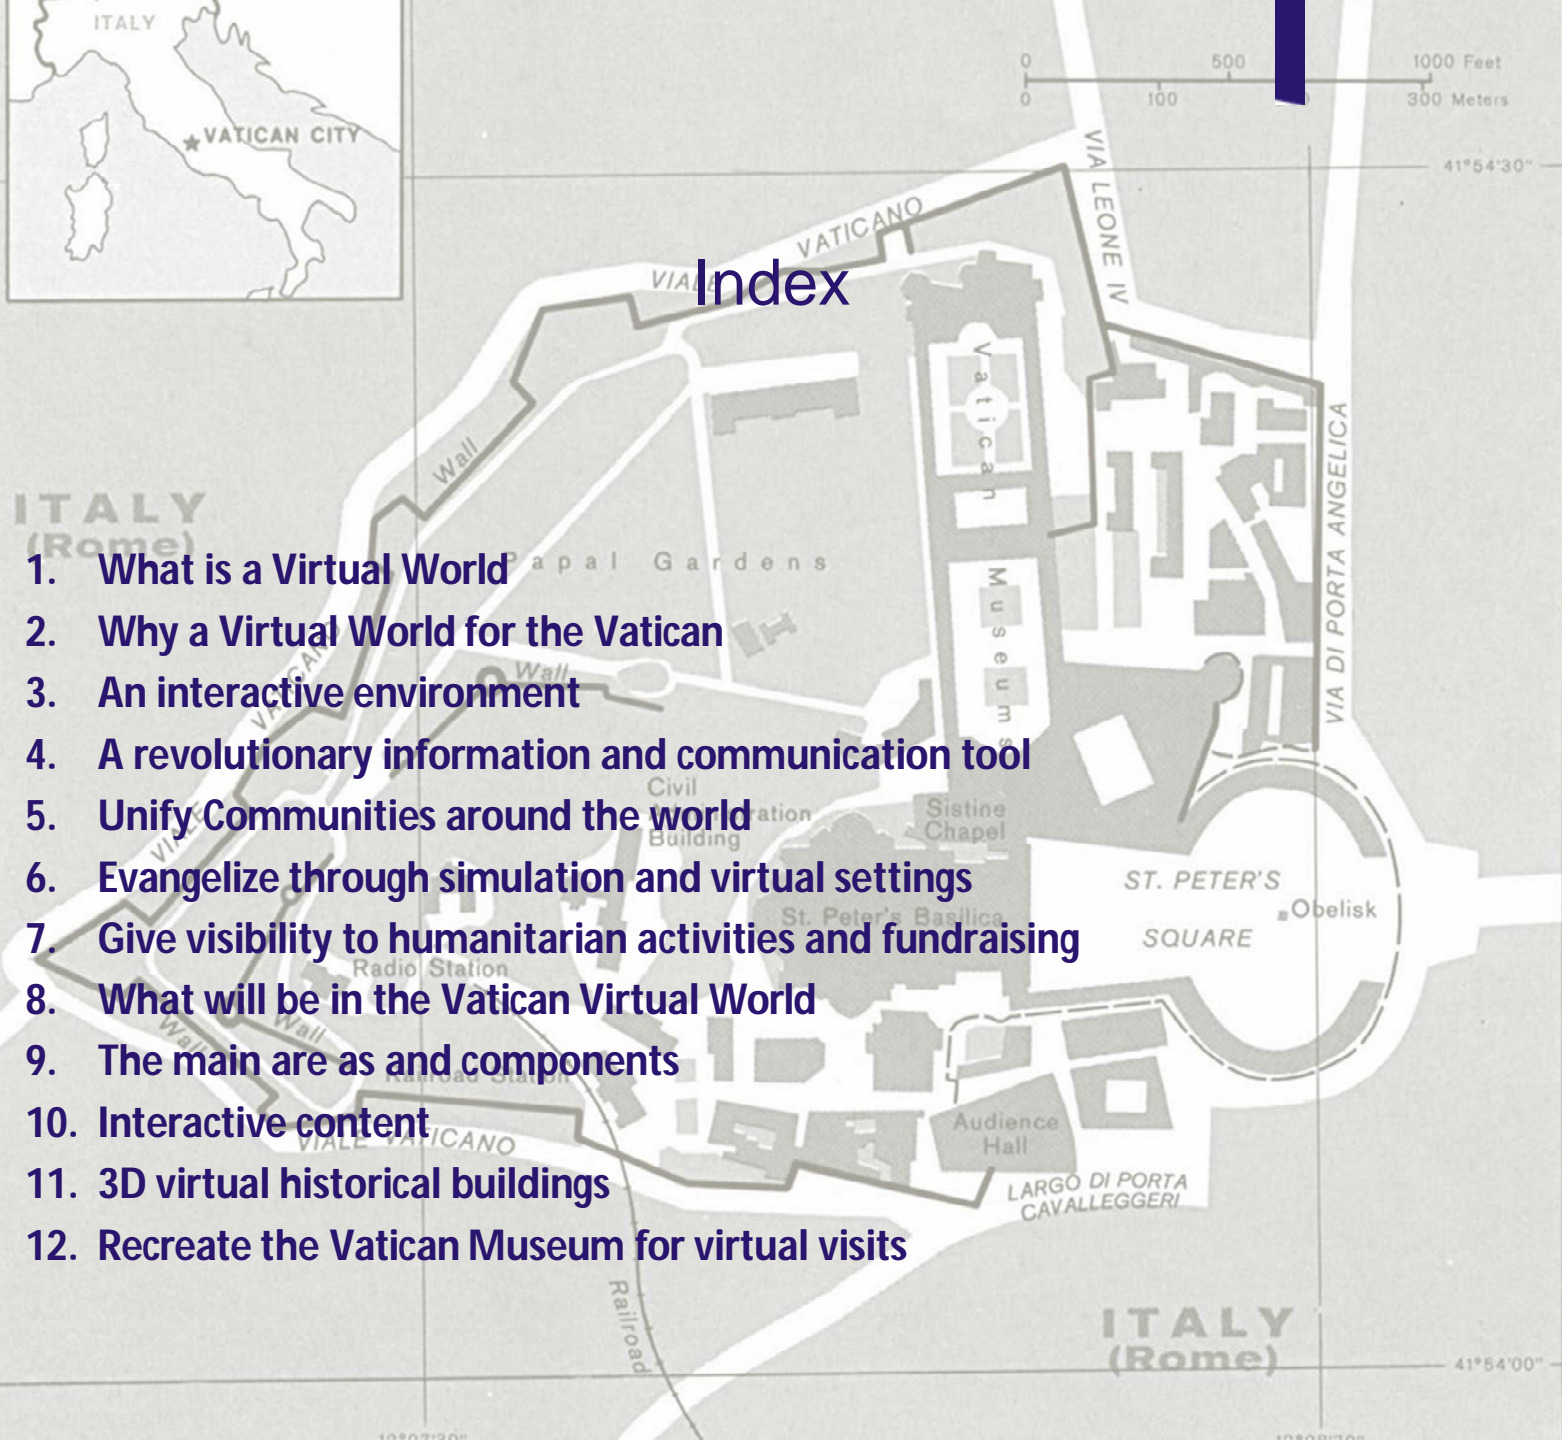 ITALY
VATICAN CITY
0 500 1000 Feet
0 100 300 Meters
41°54'30"
VIA LEONE IV
VIALE VATICANO
Index
Vatican Museums
Wall
VIA DI PORTA ANGELICA
ITALY
(Rome)
Papal Gardens
1. What is a Virtual World
2. Why a Virtual World for the Vatican
Wall
3. An interactive environment
VIALE VATICANO
4. A revolutionary information and communication tool
Civil
Building
Sistine
Chapel
5. Unify Communities around the world
6. Evangelize through simulation and virtual settings
ST. PETER'S
SQUARE
Obelisk
St. Peter's Basilica
7. Give visibility to humanitarian activities and fundraising
Radio Station
8. What will be in the Vatican Virtual World
Wall
Wall
9. The main are as and components
Railroad Station
10. Interactive content
VIALE VATICANO
Audience
Hall
11. 3D virtual historical buildings
LARGO DI PORTA
CAVALLEGGERI
12. Recreate the Vatican Museum for virtual visits
Railroad
ITALY
(Rome)
41°54'00"